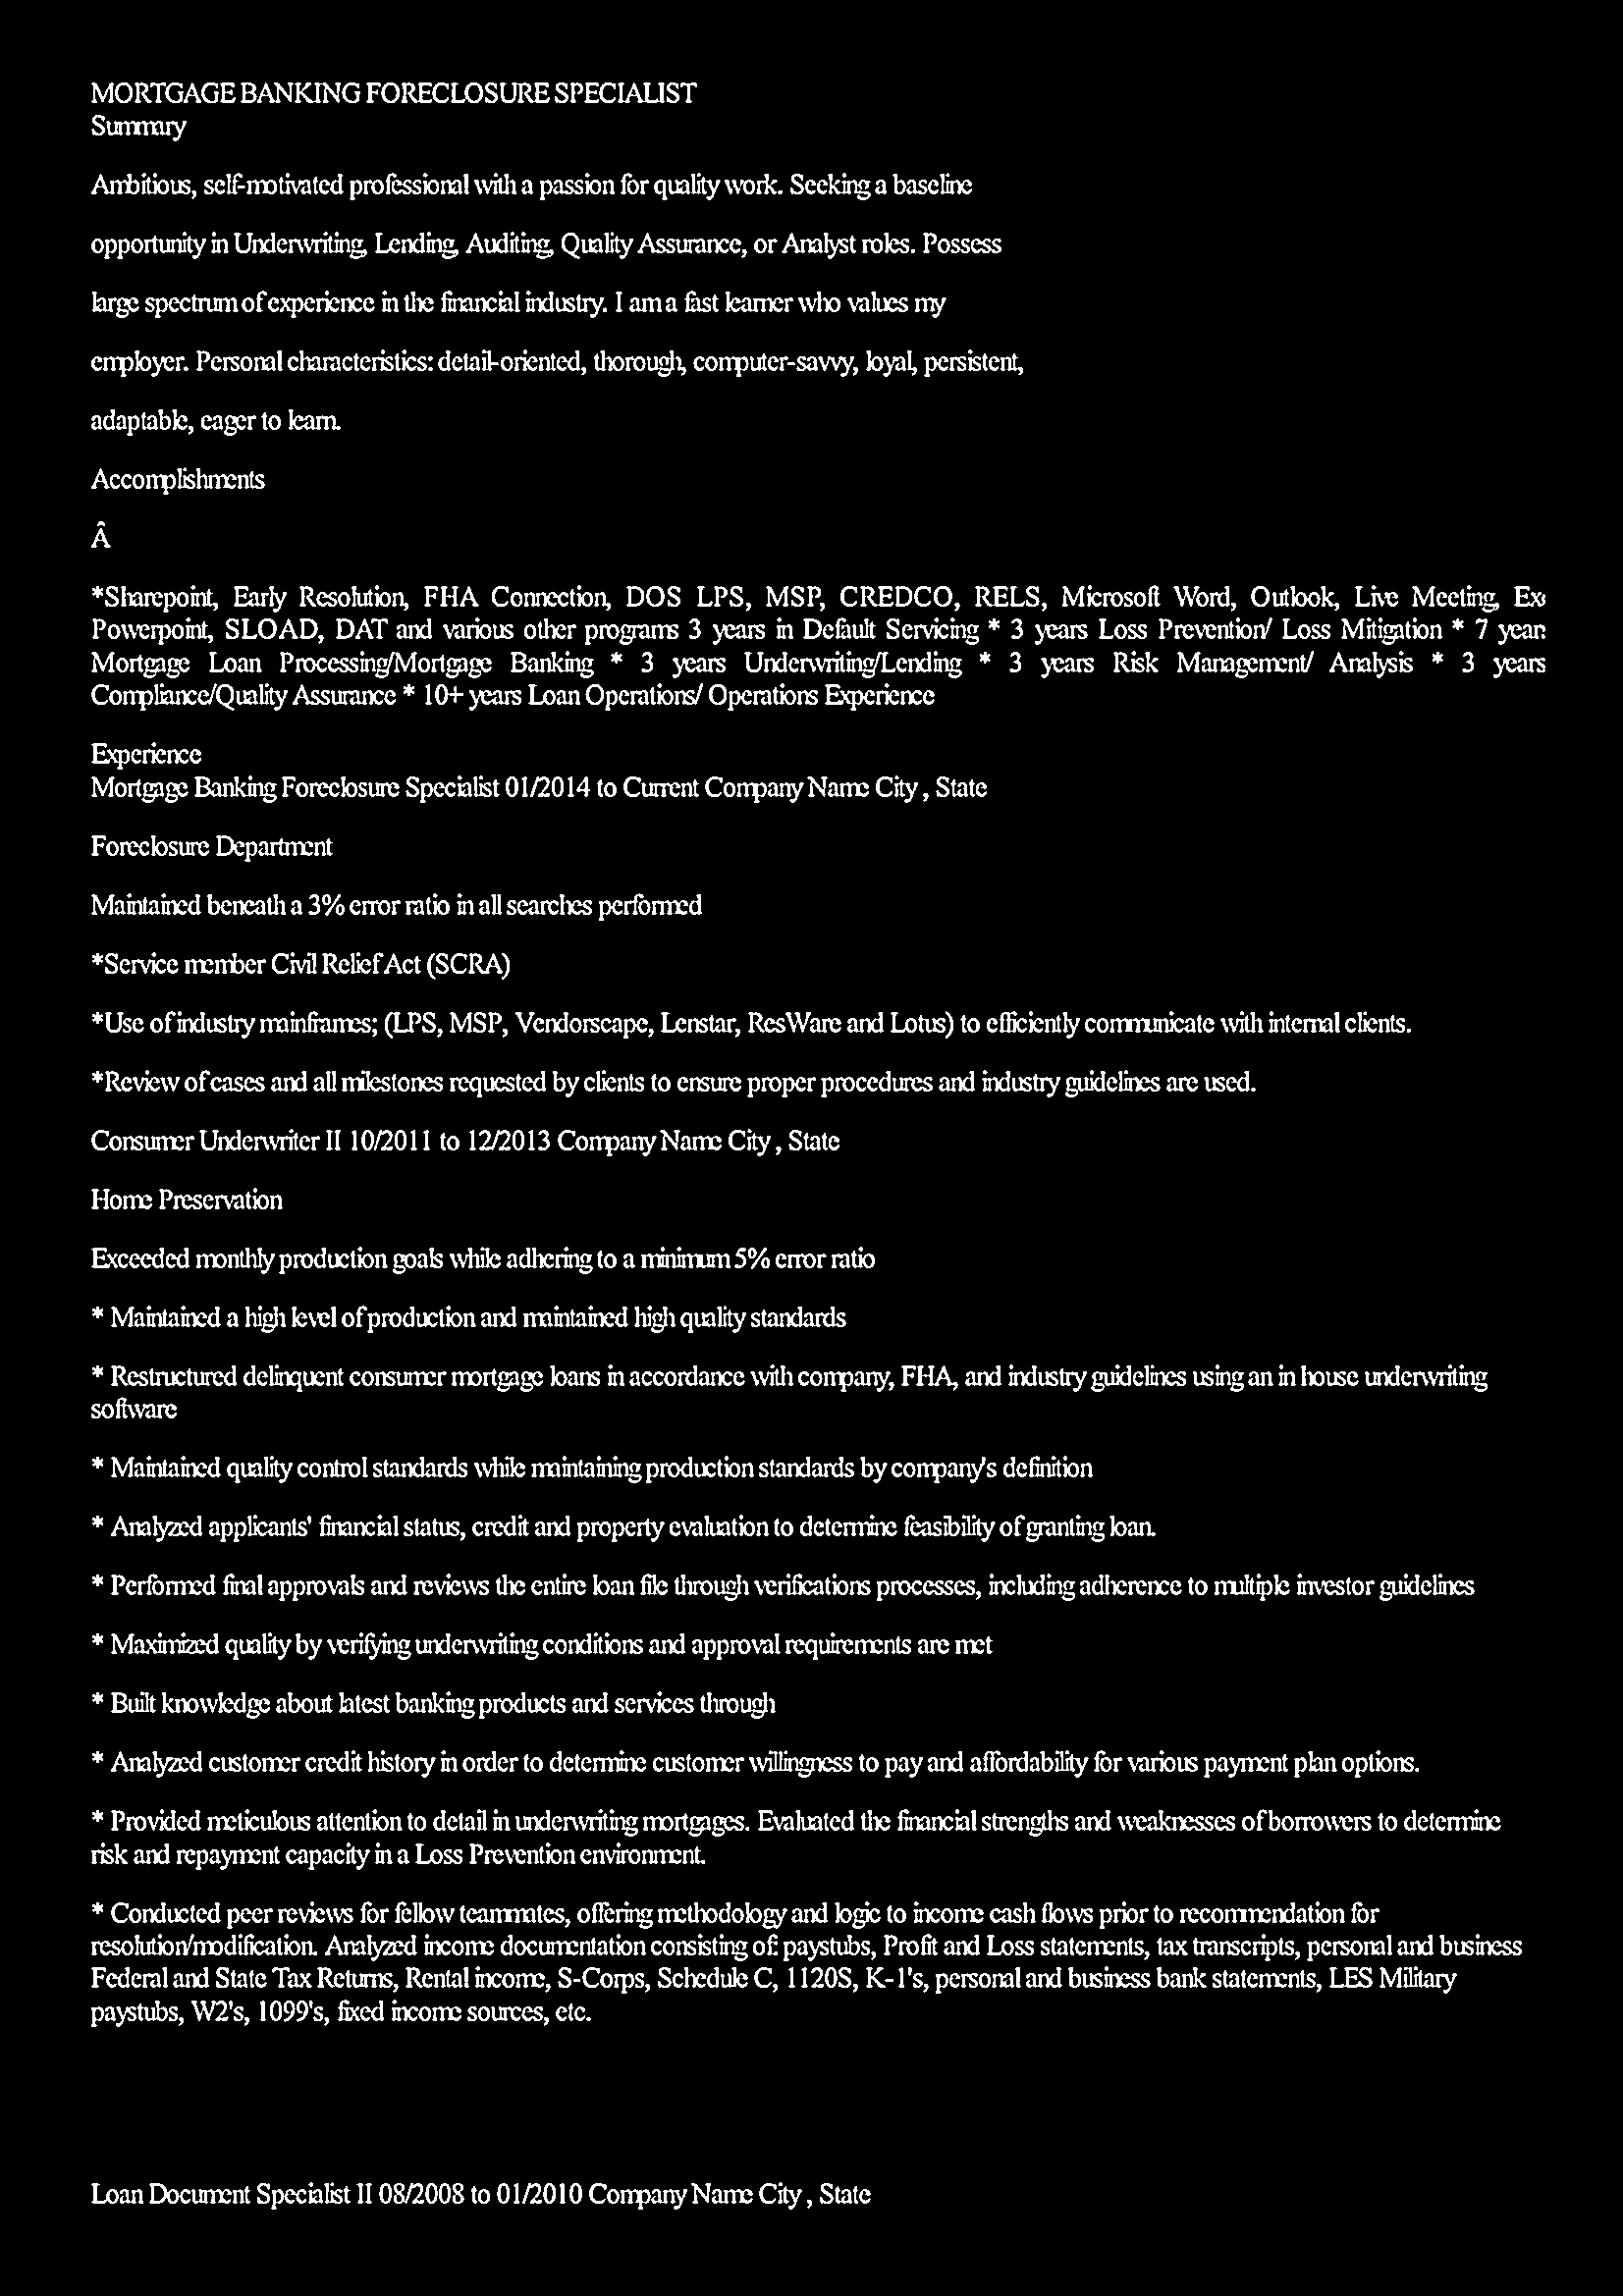 MORTGAGE BANKING FORECLOSURE SPECIALIST
Summary
Ambitious, self-motivated professional with a passion for quality work. Seeking a baseline
opportunity in Underwriting, Lending, Auditing, Quality Assurance, or Analyst roles. Possess
large spectrum of experience in the financial industry. I am a fast learner who values my
employer. Personal characteristics: detail-oriented, thorough, computer-savvy, loyal, persistent,
adaptable, eager to learn.
Accomplishments
Â
*Sharepoint, Early Resolution, FHA Connection, DOS LPS, MSP, CREDCO, RELS, Microsoft Word, Outlook, Live Meeting,
Powerpoint, SLOAD, DAT and various other programs 3 years in Default Servicing * 3 years Loss Prevention/ Loss Mitigation * 7 years
Mortgage Loan Processing/Mortgage Banking * 3 years Underwriting/Lending * 3 years Risk Management/ Analysis * 3 years
Compliance/Quality Assurance * 10+ years Loan Operations/ Operations Experience
Experience
Mortgage Banking Foreclosure Specialist 01/2014 to Current Company Name City , State
Foreclosure Department
Maintained beneath a 3% error ratio in all searches performed
*Service member Civil Relief Act (SCRA)
*Use of industry mainframes; (LPS, MSP, Vendorscape, Lenstar, ResWare and Lotus) to efficiently communicate with internal clients.
*Review of cases and all milestones requested by clients to ensure proper procedures and industry guidelines are used.
Consumer Underwriter II 10/2011 to 12/2013 Company Name City , State
Home Preservation
Exceeded monthly production goals while adhering to a minimum 5% error ratio
* Maintained a high level of production and maintained high quality standards
* Restructured delinquent consumer mortgage loans in accordance with company, FHA, and industry guidelines using an in house underwriting
software
* Maintained quality control standards while maintaining production standards by company's definition
* Analyzed applicants' financial status, credit and property evaluation to determine feasibility of granting loan.
* Performed final approvals and reviews the entire loan file through verifications processes, including adherence to multiple investor guidelines
* Maximized quality by verifying underwriting conditions and approval requirements are met
* Built knowledge about latest banking products and services through
* Analyzed customer credit history in order to determine customer willingness to pay and affordability for various payment plan options.
* Provided meticulous attention to detail in underwriting mortgages. Evaluated the financial strengths and weaknesses of borrowers to determine
risk and repayment capacity in a Loss Prevention environment.
* Conducted peer reviews for fellow teammates, offering methodology and logic to income cash flows prior to recommendation for
resolution/modification. Analyzed income documentation consisting of: paystubs, Profit and Loss statements, tax transcripts, personal and business
Federal and State Tax Returns, Rental income, S-Corps, Schedule C, 1120S, K-1's, personal and business bank statements, LES Military
paystubs, W2's, 1099's, fixed income sources, etc.
Loan Document Specialist II 08/2008 to 01/2010 Company Name City , State